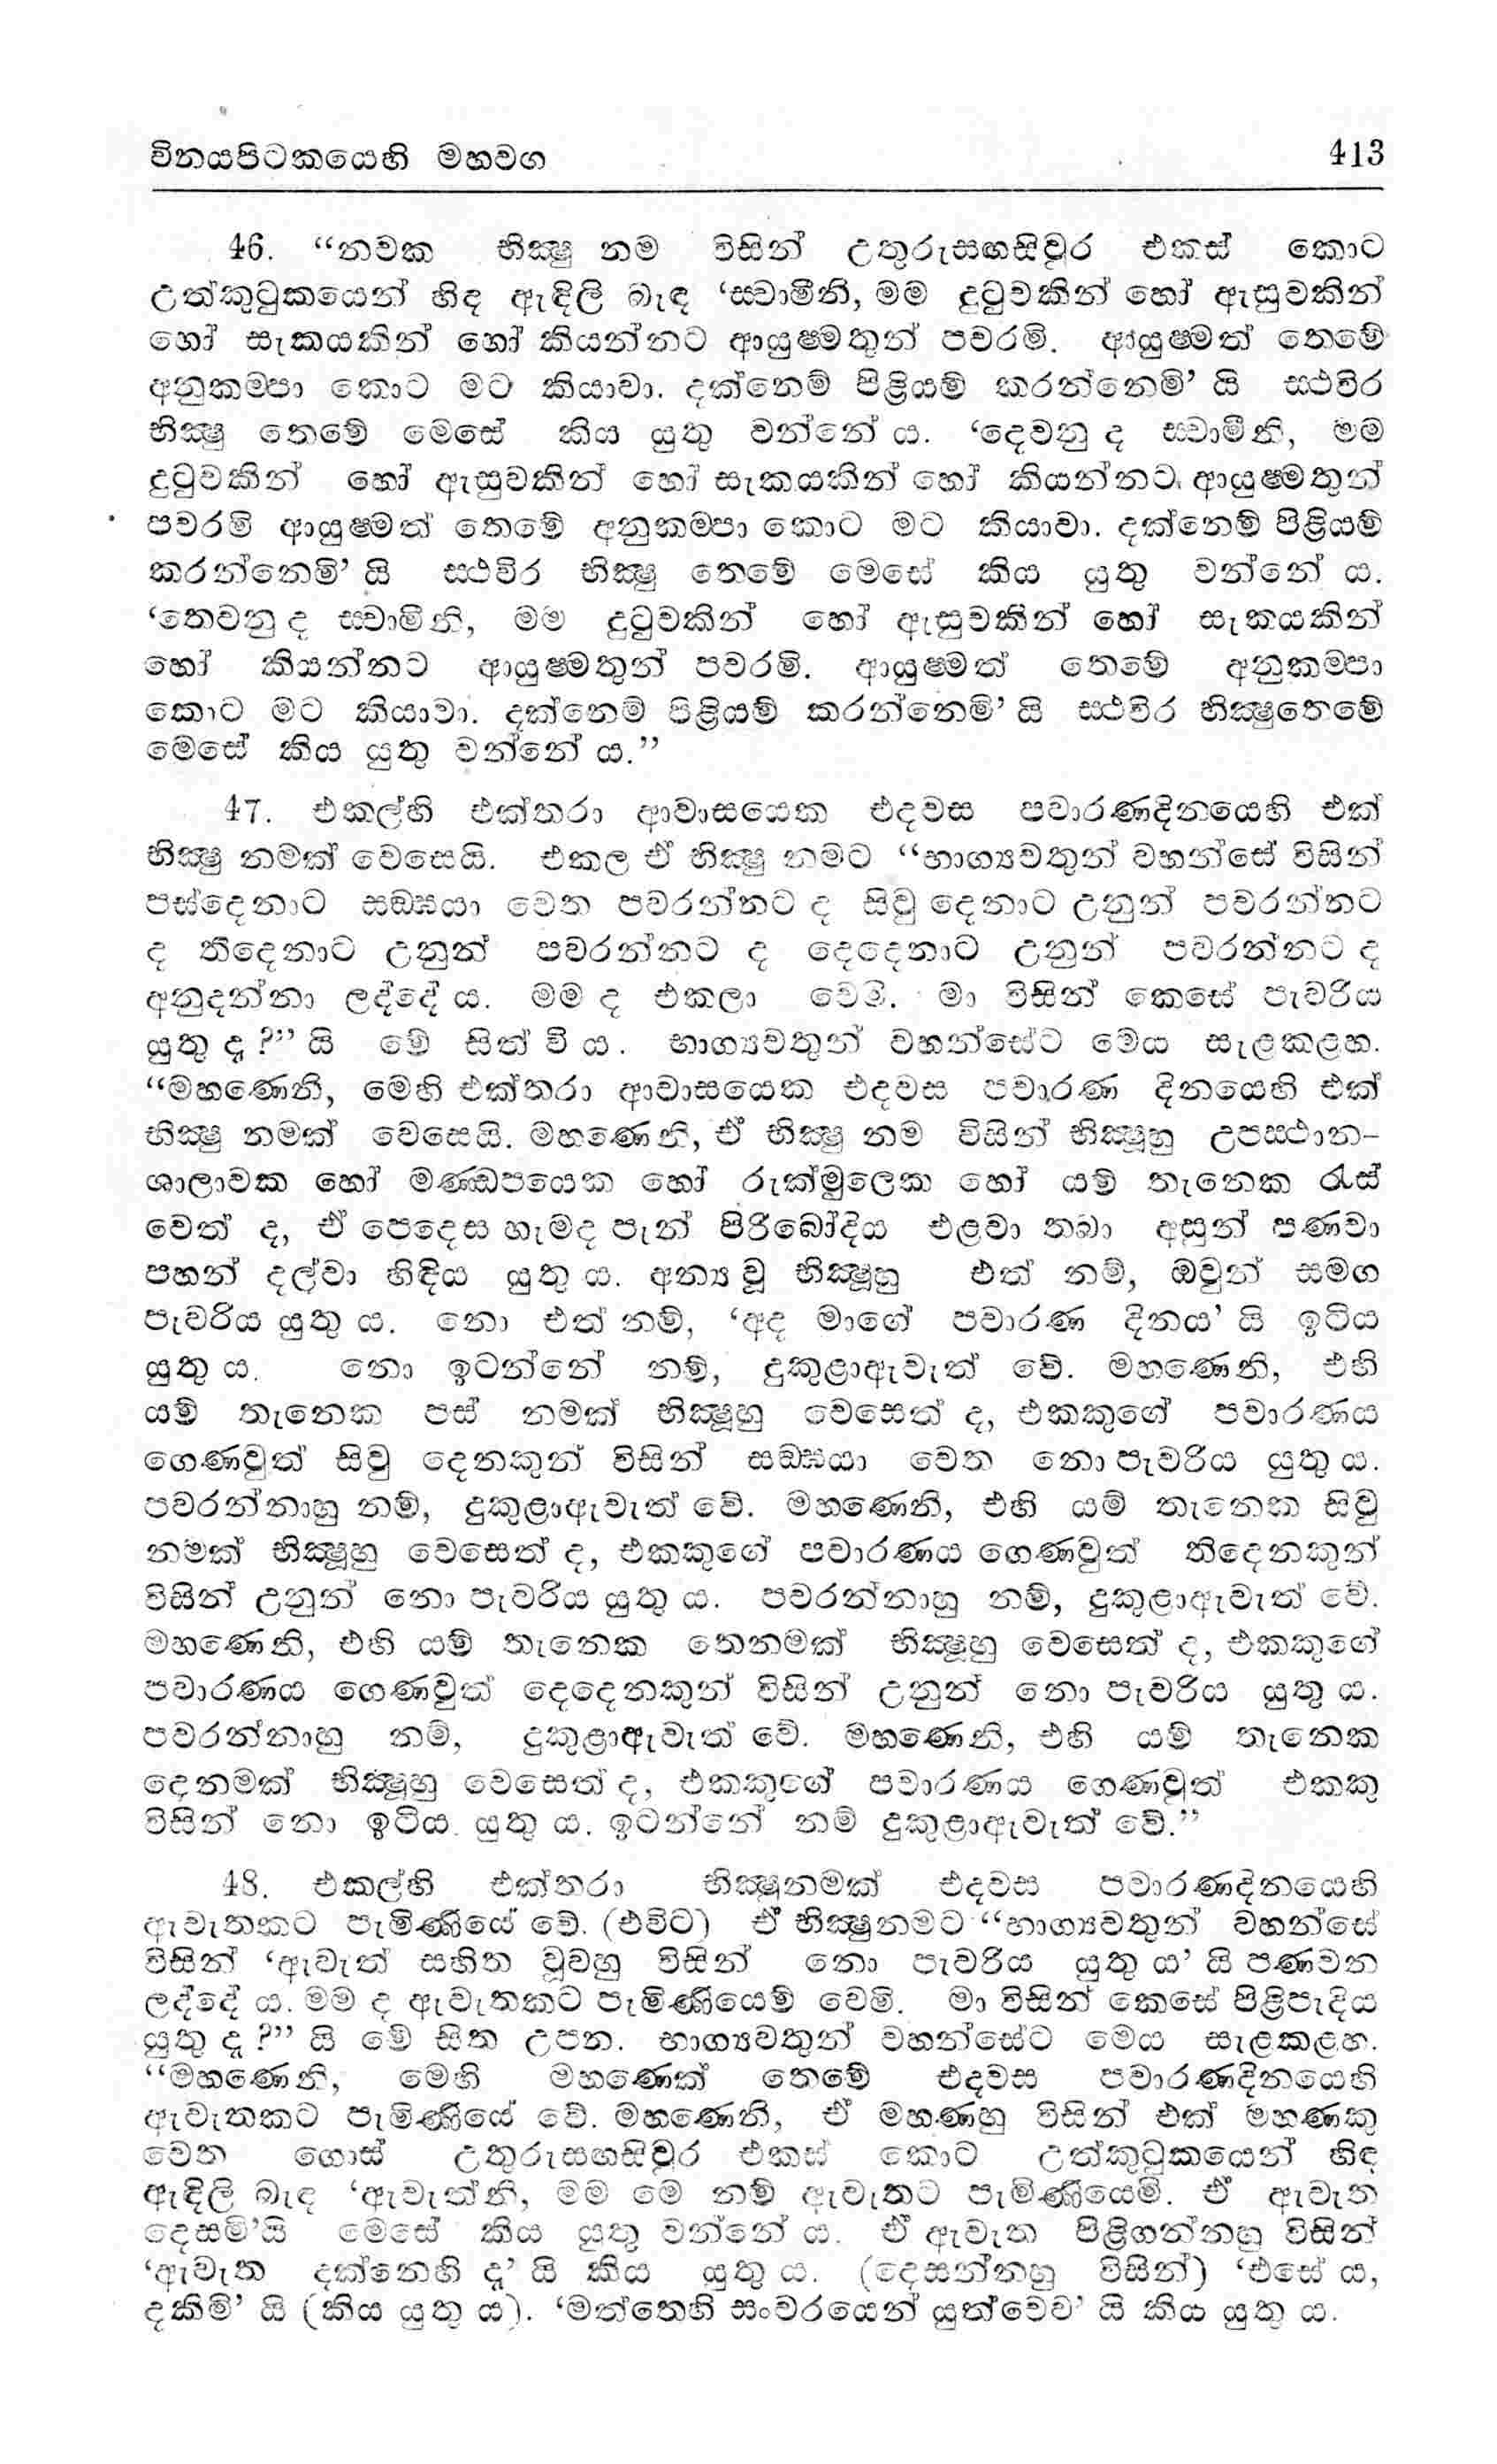 විනයපිටකයෙහි මහවග 413
46. “නවක භික්‍ෂු නම විසින් උතුරුසඟසිවුර එකස් කොට
උත්කුටුකයෙන් හිඳ ඇඳිලි බැඳ ‘ස්වාමීනි, මම දුටුවකින් හෝ ඇසුවකින්
හෝ සැකයකින් හෝ කියන්නට ආයුෂ්මතුන් පවරමි. ආයුෂ්මත් තෙමේ
අනුකම්පා කොට මට කියාවා. දක්නෙම් පිළියම් කරන්නෙමි’ යි ස්ථවිර
භික්‍ෂු තෙමේ මෙසේ කිය යුතු වන්නේ ය. ‘දෙවනු ද ස්වාමීනි, මම
දුටුවකින් හෝ ඇසුවකින් හෝ සැකයකින් හෝ කියන්නට ආයුෂ්මතුන්
පවරමි ආයුෂ්මත් තෙමේ අනුකම්පා කොට මට කියාවා. දක්නෙම් පිළියම්
කරන්නෙමි’ යි ස්ථවිර භික්‍ෂු තෙමේ මෙසේ කිය යුතු වන්නේ ය.
‘තෙවනු ද ස්වාමිනි, මම දුටුවකින් හෝ ඇසුවකින් හෝ සැකයකින්
හෝ කියන්නට ආයුෂ්මතුන් පවරමි. ආයුෂ්මත් තෙමේ අනුකම්පා
කොට මට කියාවා. දක්නෙම් පිළියම් කරන්නෙමි’ යි ස්ථවිර භික්‍ෂුතෙමේ
මෙසේ කිය යුතු වන්නේ ය.”
47. එකල්හි එක්තරා ආවාසයෙක එදවස පවාරණදිනයෙහි එක්
භික්‍ෂු නමක් වෙසෙයි. එකල ඒ භික්‍ෂු නමට “භාග්‍යවතුන් වහන්සේ විසින්
පස්දෙනාට සඞ්ඝයා වෙත පවරන්නට ද සිවු දෙනාට උනුන් පවරන්නට
ද තිදෙනාට උනුන් පවරන්නට ද දෙදෙනාට උනුන් පවරන්නට ද
අනුදන්නා ලද්දේ ය. මම ද එකලා වෙමි. මා විසින් කෙසේ පැවරිය
යුතු දැ?” යි මේ සිත් වී ය. භාග්‍යවතුන් වහන්සේට මෙය සැළකළහ.
“මහණෙනි, මෙහි එක්තරා ආවාසයෙක එදවස පවාරණ දිනයෙහි එක්
භික්‍ෂු නමක් වෙසෙයි. මහණෙනි, ඒ භික්‍ෂු නම විසින් භික්‍ෂූහු උපස්ථාන-
ශාලාවක හෝ මණ්ඩපයෙක හෝ රුක්මුලෙක හෝ යම් තැනෙක රැස්
වෙත් ද, ඒ පෙදෙස හැමද පැන් පිරිබෝදිය එළවා තබා අසුන් පණවා
පහන් දල්වා හිඳිය යුතු ය. අන්‍ය වූ භික්‍ෂූහු එත් නම්, ඔවුන් සමග
පැවරිය යුතු ය. නො එත් නම්, ‘අද මාගේ පවාරණ දිනය’ යි ඉටිය
යුතු ය. නො ඉටන්නේ නම්, දුකුළාඇවැත් වේ. මහණෙනි, එහි
යම් තැනෙක පස් නමක් භික්‍ෂූහු වෙසෙත් ද, එකකුගේ පවාරණය
ගෙණවුත් සිවු දෙනකුන් විසින් සඞ්ඝයා වෙත නො පැවරිය යුතු ය.
පවරන්නාහු නම්, දුකුළාඇවැත් වේ. මහණෙනි, එහි යම් තැනෙක සිවු
නමක් භික්‍ෂූහු වෙසෙත් ද, එකකුගේ පවාරණය ගෙණවුත් තිදෙනකුන්
විසින් උනුන් නො පැවරිය යුතු ය. පවරන්නාහු නම්, දුකුළාඇවැත් වේ.
මහණෙනි, එහි යම් තැනෙක තෙනමක් භික්‍ෂූහු වෙසෙත් ද, එකකුගේ
පවාරණය ගෙණවුත් දෙදෙනකුන් විසින් උනුන් නො පැවරිය යුතු ය.
පවරන්නාහු නම්, දුකුළාඇවැත් වේ. මහණෙනි, එහි යම් තැනෙක
දෙනමක් භික්‍ෂූහු වෙසෙත් ද, එකකුගේ පවාරණය ගෙණවුත් එකකු
විසින් නො ඉටිය යුතු ය. ඉටන්නේ නම් දුකුළාඇවැත් වේ.”
48. එකල්හි එක්තරා භික්‍ෂුනමක් එදවස පවාරණදිනයෙහි
ඇවැතකට පැමිණියේ වේ. (එවිට) ඒ භික්‍ෂුනමට “භාග්‍යවතුන් වහන්සේ
විසින් ‘ඇවැත් සහිත වූවහු විසින් නො පැවරිය යුතු ය’ යි පණවන
ලද්දේ ය. මම ද ඇවැතකට පැමිණියෙම් වෙමි. මා විසින් කෙසේ පිළිපැදිය
යුතු දැ?” යි මේ සිත උපන. භාග්‍යවතුන් වහන්සේට මෙය සැළකළහ.
“මහණෙනි, මෙහි මහණෙක් තෙමේ එදවස පවාරණදිනයෙහි
ඇවැතකට පැමිණියේ වේ. මහණෙනි, ඒ මහණහු විසින් එක් මහණකු
වෙත ගොස් උතුරුසඟසිවුර එකස් කොට උත්කුටුකයෙන් හිඳ
ඇඳිලි බැඳ ‘ඇවැත්නි, මම මේ නම් ඇවැතට පැමිණියෙමි. ඒ ඇවැත
දෙසමි’යි මෙසේ කිය යුතු වන්නේ ය. ඒ ඇවැත පිළිගන්නහු විසින්
‘ඇවැත දක්නෙහි දැ’ යි කිය යුතු ය. (දෙසන්නහු විසින්) ‘එසේ ය,
දකිමි’ යි (කිය යුතු ය). ‘මත්තෙහි සංවරයෙන් යුත්වෙව’ යි කිය යුතු ය.